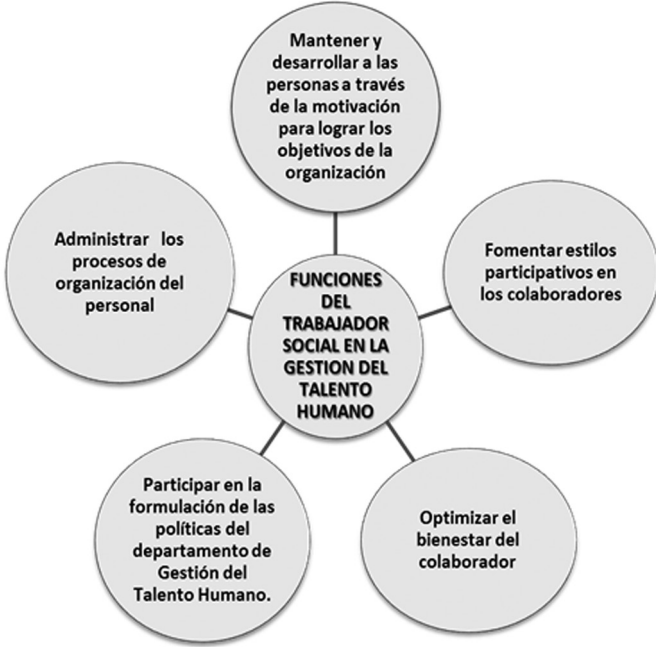 Mantener y
desarrollar a las
personas a través
de la motivación
para lograr los
objetivos de la
organización
Administrar los
procesos de
organización del
personal
Fomentar estilos
participativos en
los colaboradores
FUNCIONES
DEL
TRABAJADOR
SOCIAL EN LA
GESTION DEL
TALENTO
HUMANO
Participar en la
formulación de las
políticas del
departamento de
Gestión del
Talento Humano.
Optimizar el
bienestar del
colaborador